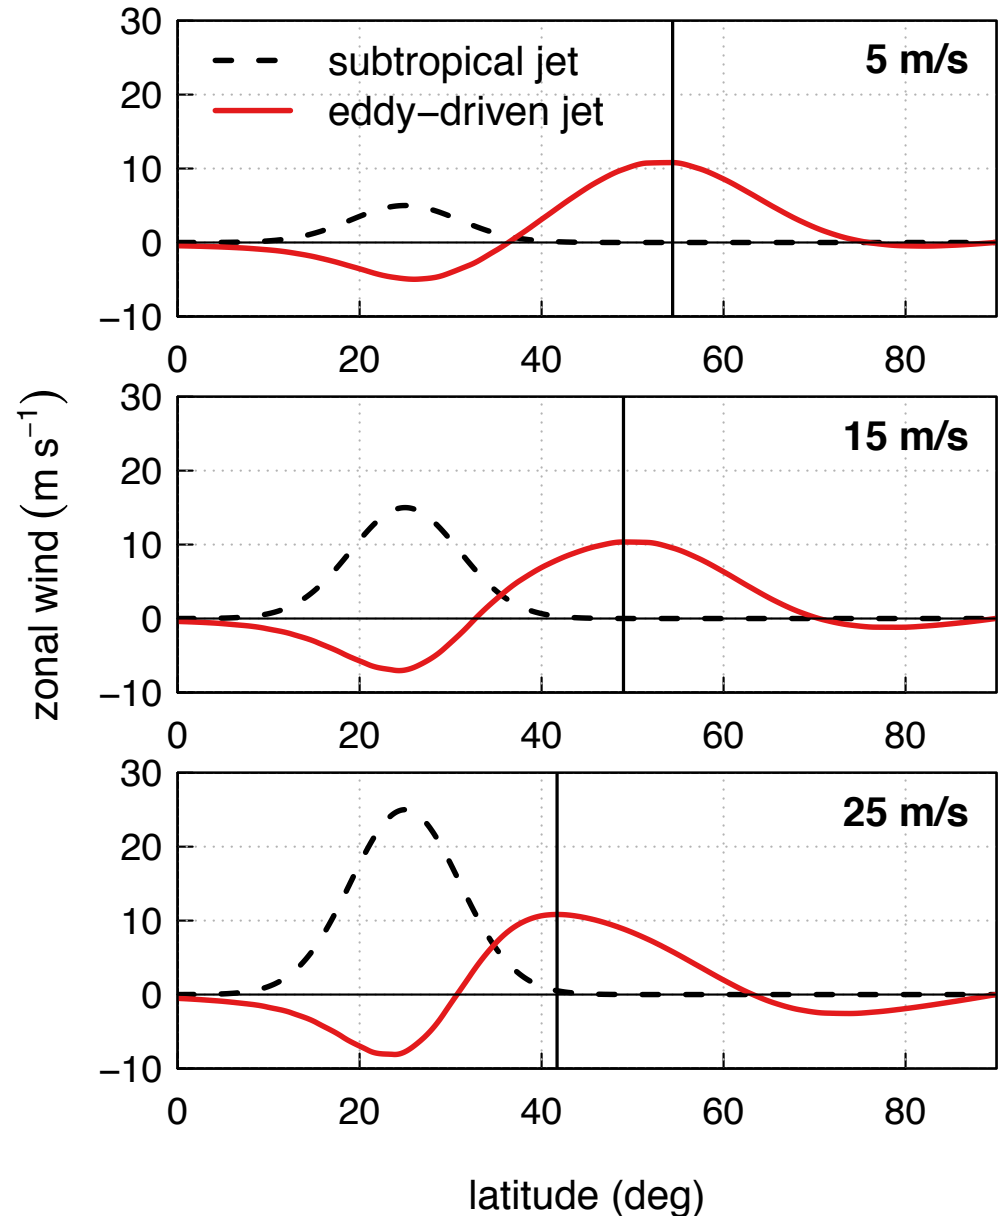 30
20
10
0
−10
subtropical jet
eddy−driven jet
5 m/s
0 20 40 60 80
zonal wind (m s⁻¹)
30
20
10
0
−10
15 m/s
0 20 40 60 80
30
20
10
0
−10
25 m/s
0 20 40 60 80
latitude (deg)